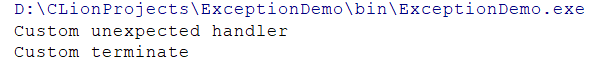 D:\CLionProjects\ExceptionDemo\bin\ExceptionDemo.exe
Custom unexpected handler
Custom terminate